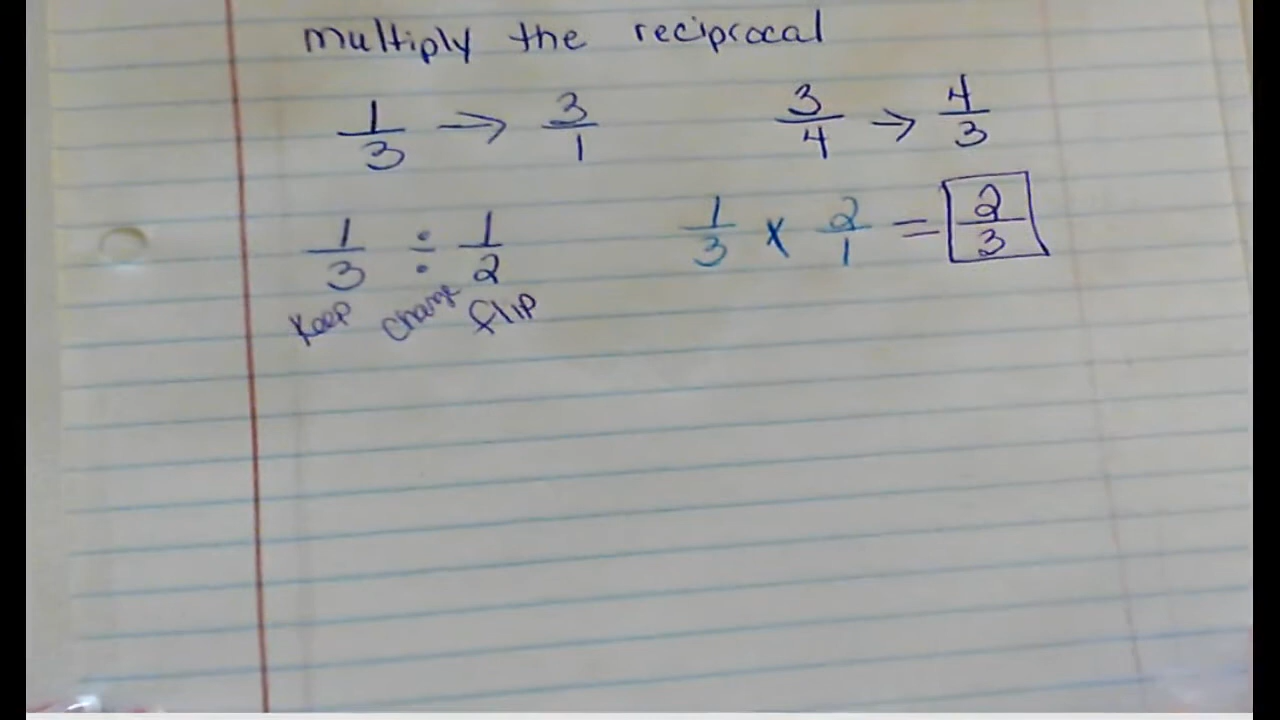 multiply the reciprocal
1/3 → 3/1 3/4 → 4/3
1/3 ÷ 1/2 1/3 x 2/1 = 2/3
Keep change flip